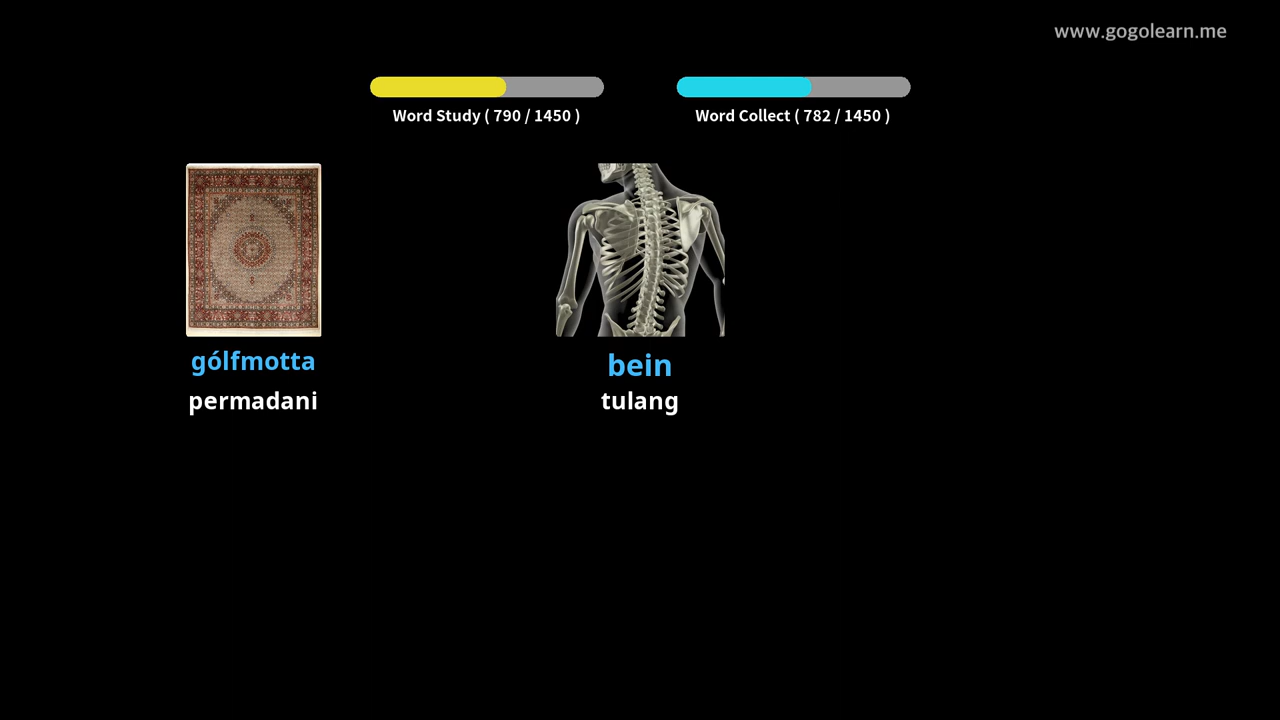 www.gogolearn.me
Word Study ( 790 / 1450 )
Word Collect ( 782 / 1450 )
gólfmotta
permadani
bein
tulang